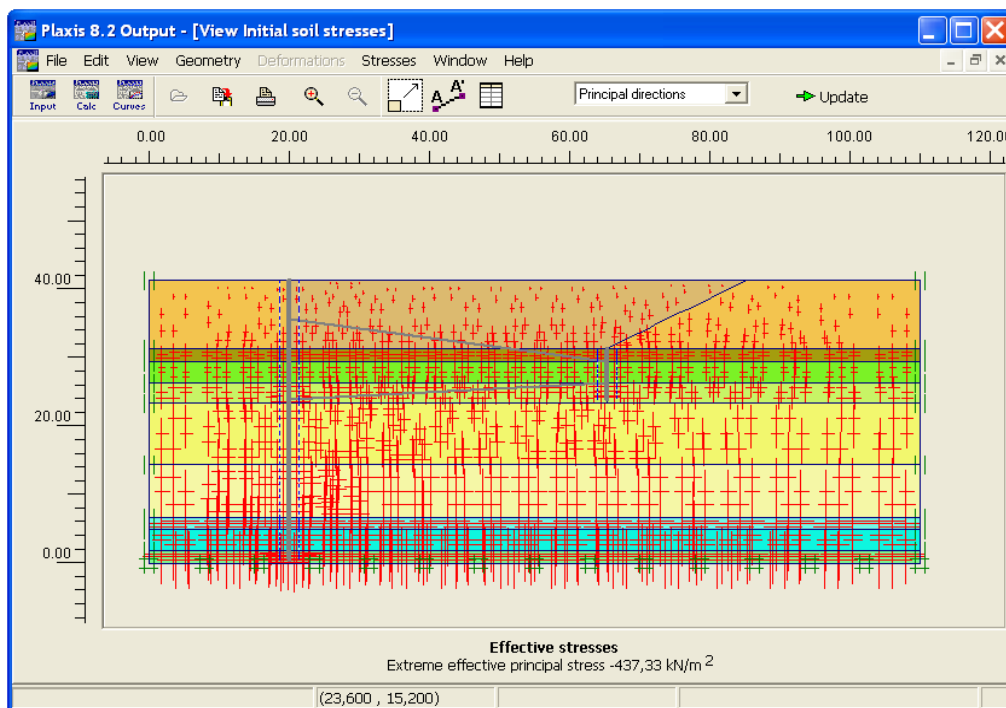 Plaxis 8.2 Output - [View Initial soil stresses]
File Edit View Geometry Deformations Stresses Window Help
Input Calc Curves A A* Principal directions Update
0.00 20.00 40.00 60.00 80.00 100.00 120.0
40.00
20.00
0.00
Effective stresses
Extreme effective principal stress -437,33 kN/m 2
(23,600 , 15,200)